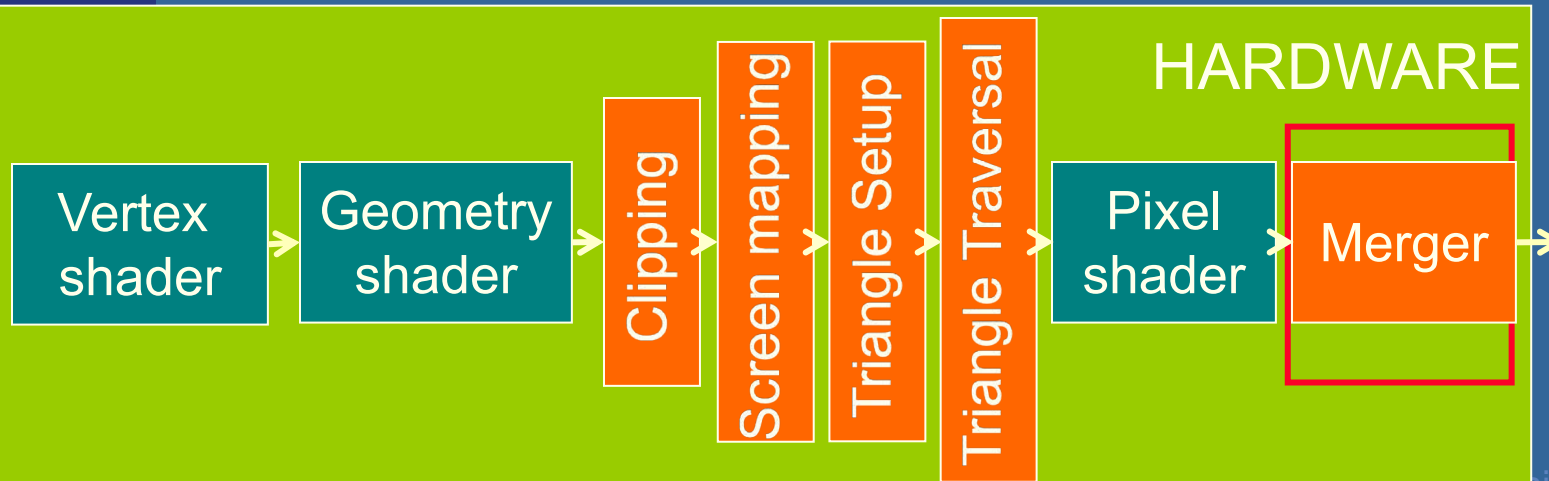 HARDWARE
Vertex
shader
Geometry
shader
Clipping
Screen mapping
Triangle Setup
Triangle Traversal
Pixel
shader
Merger